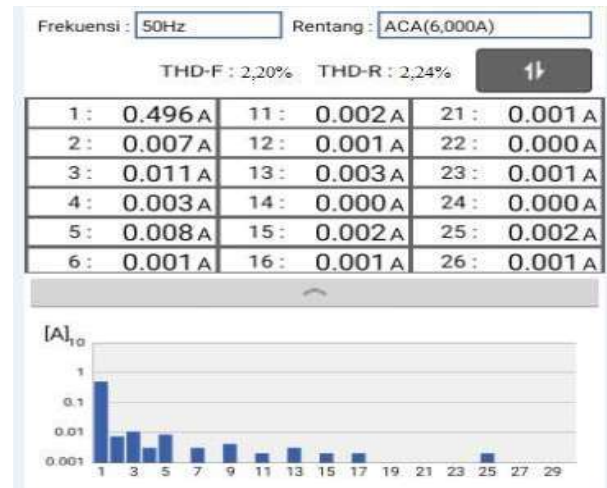 Frekuensi : 50Hz Rentang : ACA(6,000A)
THD-F : 2,20% THD-R : 2,24%
1 : 0.496 A 11 : 0.002 A 21 : 0.001 A
2 : 0.007 A 12 : 0.001 A 22 : 0.000 A
3 : 0.011 A 13 : 0.003 A 23 : 0.001 A
4 : 0.003 A 14 : 0.000 A 24 : 0.000 A
5 : 0.008 A 15 : 0.002 A 25 : 0.002 A
6 : 0.001 A 16 : 0.001 A 26 : 0.001 A
[A]
10
1
0.1
0.01
0.001
1 3 5 7 9 11 13 15 17 19 21 23 25 27 29